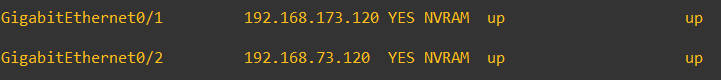 GigabitEthernet0/1 192.168.173.120 YES NVRAM up up
GigabitEthernet0/2 192.168.73.120 YES NVRAM up up